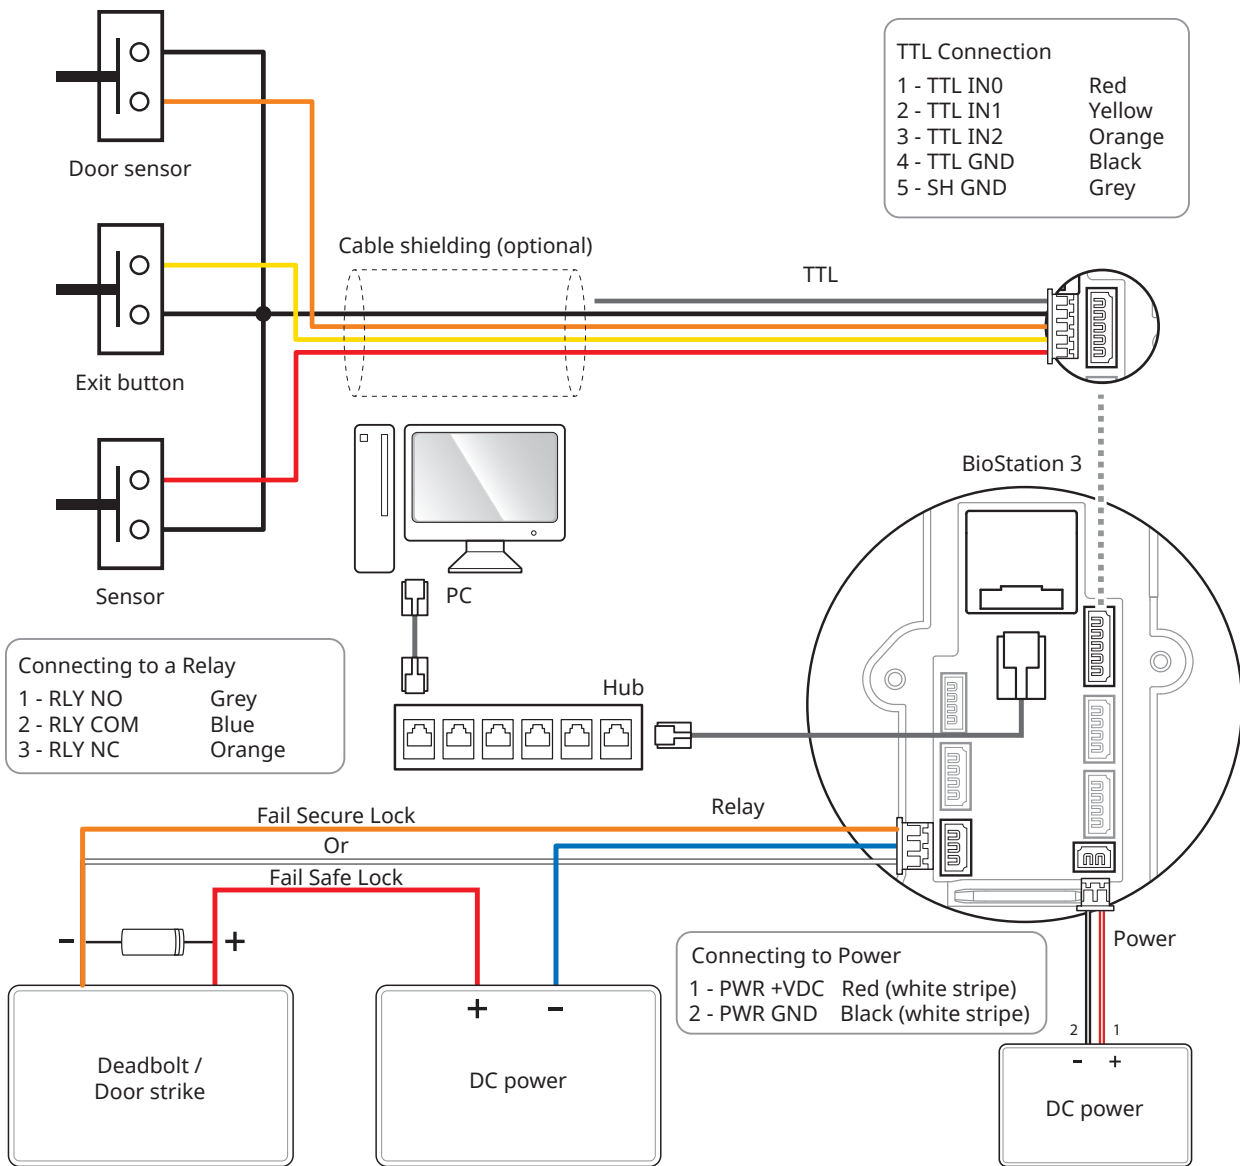 TTL Connection
1 - TTL IN0 Red
2 - TTL IN1 Yellow
3 - TTL IN2 Orange
4 - TTL GND Black
5 - SH GND Grey
Door sensor
Cable shielding (optional)
TTL
Exit button
BioStation 3
Sensor
PC
Connecting to a Relay
1 - RLY NO Grey
2 - RLY COM Blue
3 - RLY NC Orange
Hub
Relay
Fail Secure Lock
Or
Fail Safe Lock
- +
Power
Connecting to Power
1 - PWR +VDC Red (white stripe)
2 - PWR GND Black (white stripe)
+ -
2 1
- +
Deadbolt /
Door strike
DC power
DC power